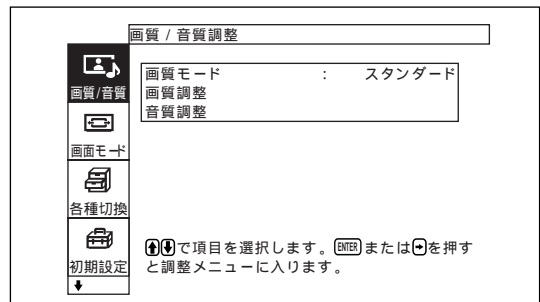 画質 / 音質調整
画質/音質
画面モード
各種切換
初期設定
画質モード : スタンダード
画質調整
音質調整
で項目を選択します。ENTERまたはを押す
と調整メニューに入ります。